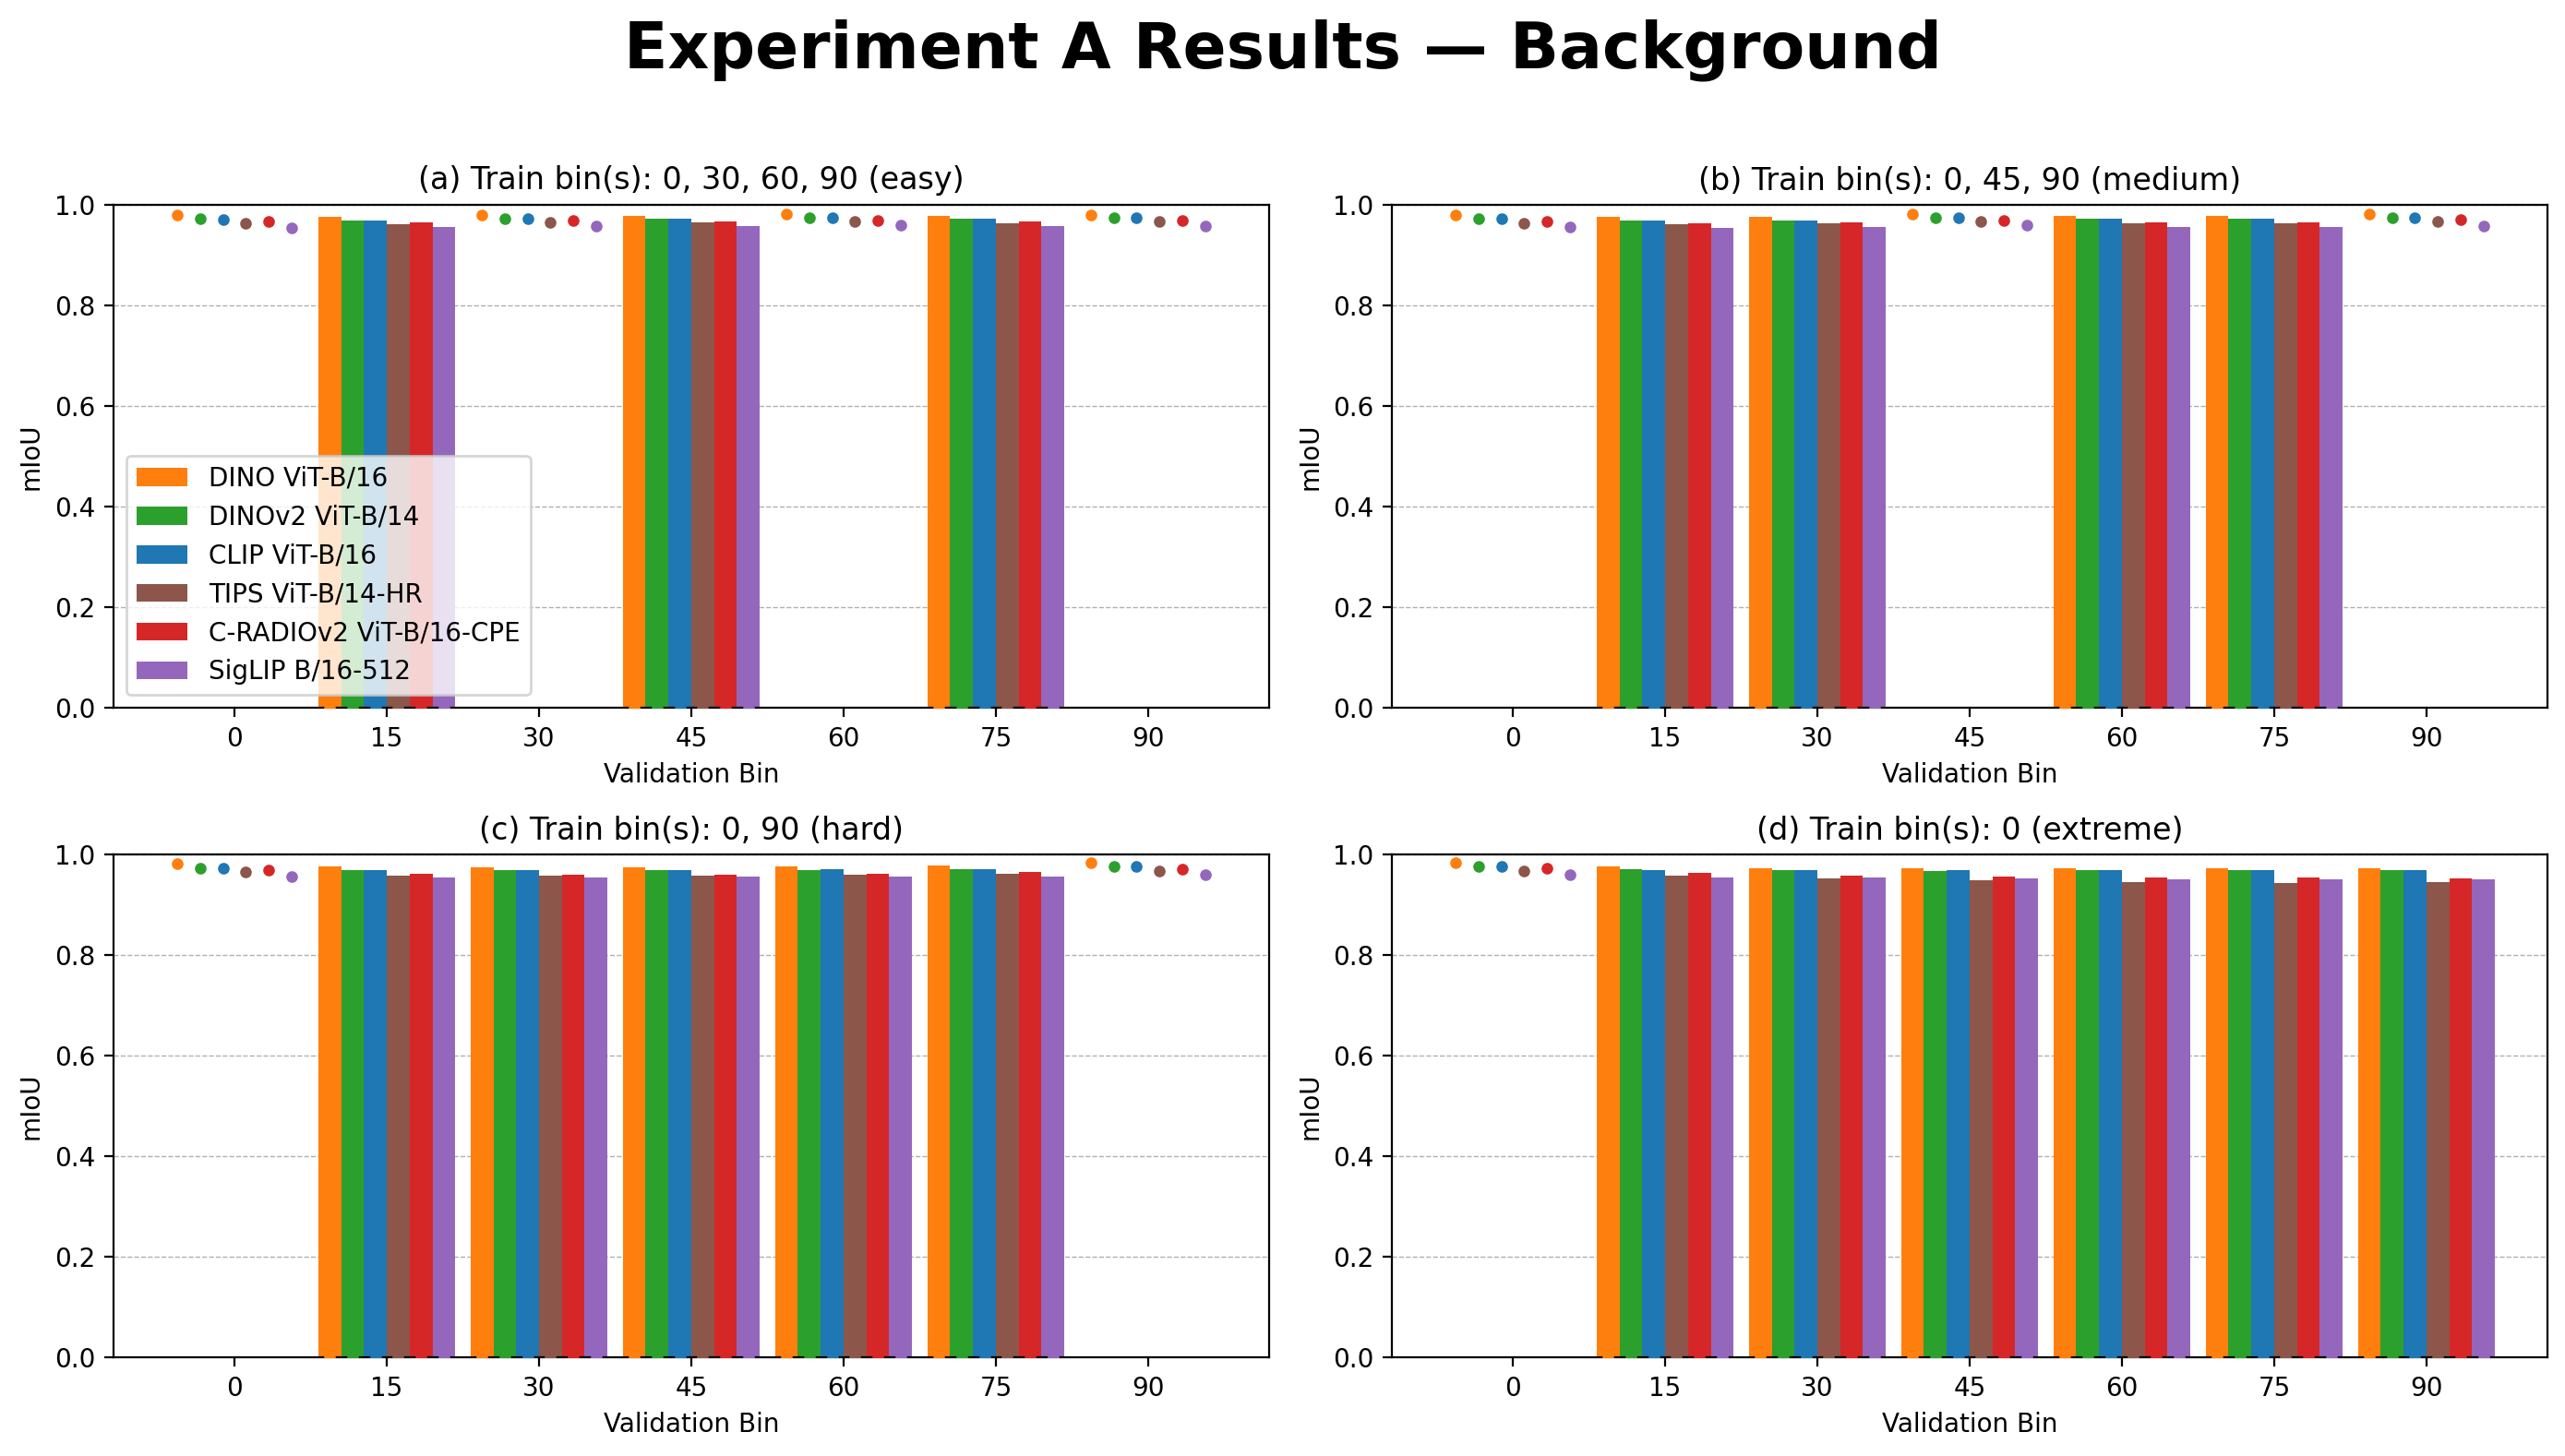 Experiment A Results — Background
(a) Train bin(s): 0, 30, 60, 90 (easy)
1.0
0.8
0.6
0.4
0.2
0.0
mIoU
DINO ViT-B/16
DINOv2 ViT-B/14
CLIP ViT-B/16
TIPS ViT-B/14-HR
C-RADIOv2 ViT-B/16-CPE
SigLIP B/16-512
0 15 30 45 60 75 90
Validation Bin
(b) Train bin(s): 0, 45, 90 (medium)
1.0
0.8
0.6
0.4
0.2
0.0
mIoU
0 15 30 45 60 75 90
Validation Bin
(c) Train bin(s): 0, 90 (hard)
1.0
0.8
0.6
0.4
0.2
0.0
mIoU
0 15 30 45 60 75 90
Validation Bin
(d) Train bin(s): 0 (extreme)
1.0
0.8
0.6
0.4
0.2
0.0
mIoU
0 15 30 45 60 75 90
Validation Bin